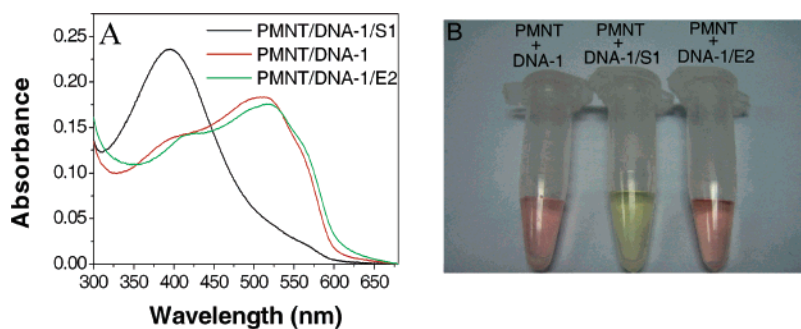 A
PMNT/DNA-1/S1
PMNT/DNA-1
PMNT/DNA-1/E2
0.25
0.20
0.15
0.10
0.05
0.00
Absorbance
300 350 400 450 500 550 600 650
Wavelength (nm)
B
PMNT
+
DNA-1
PMNT
+
DNA-1/S1
PMNT
+
DNA-1/E2